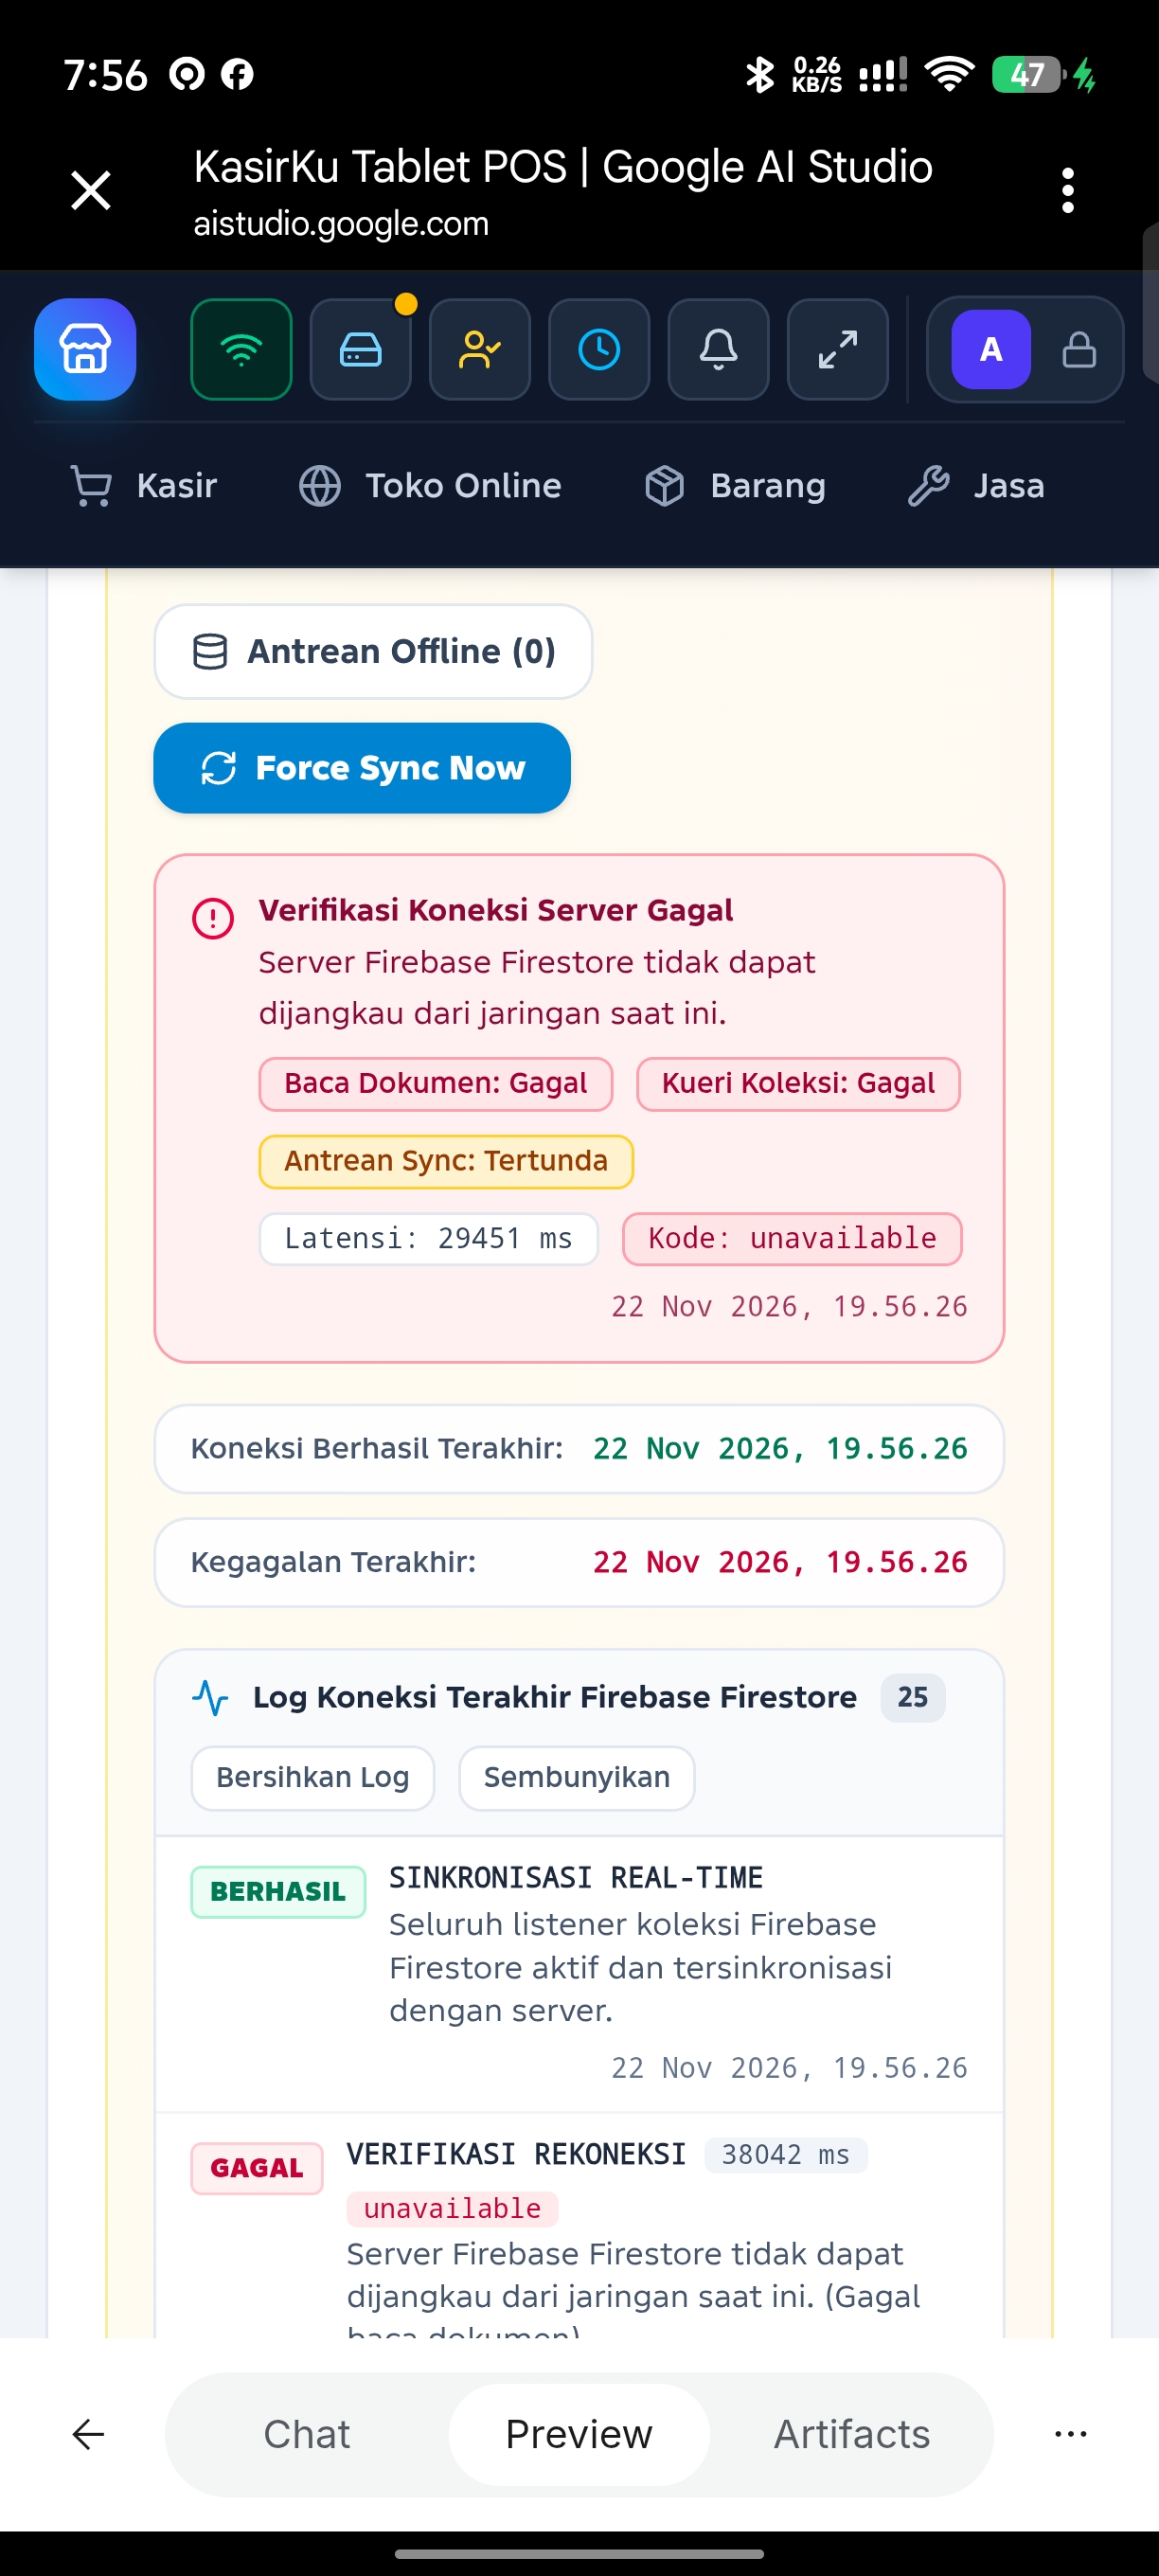 7:56
0.26
KB/S
47
KasirKu Tablet POS | Google AI Studio
aistudio.google.com
A
Kasir
Toko Online
Barang
Jasa
Antrean Offline (0)
Force Sync Now
Verifikasi Koneksi Server Gagal
Server Firebase Firestore tidak dapat
dijangkau dari jaringan saat ini.
Baca Dokumen: Gagal
Kueri Koleksi: Gagal
Antrean Sync: Tertunda
Latensi: 29451 ms
Kode: unavailable
22 Nov 2026, 19.56.26
Koneksi Berhasil Terakhir: 22 Nov 2026, 19.56.26
Kegagalan Terakhir: 22 Nov 2026, 19.56.26
Log Koneksi Terakhir Firebase Firestore 25
Bersihkan Log
Sembunyikan
BERHASIL
SINKRONISASI REAL-TIME
Seluruh listener koleksi Firebase
Firestore aktif dan tersinkronisasi
dengan server.
22 Nov 2026, 19.56.26
GAGAL
VERIFIKASI REKONEKSI 38042 ms
unavailable
Server Firebase Firestore tidak dapat
dijangkau dari jaringan saat ini. (Gagal
baca dokumen)
Chat
Preview
Artifacts